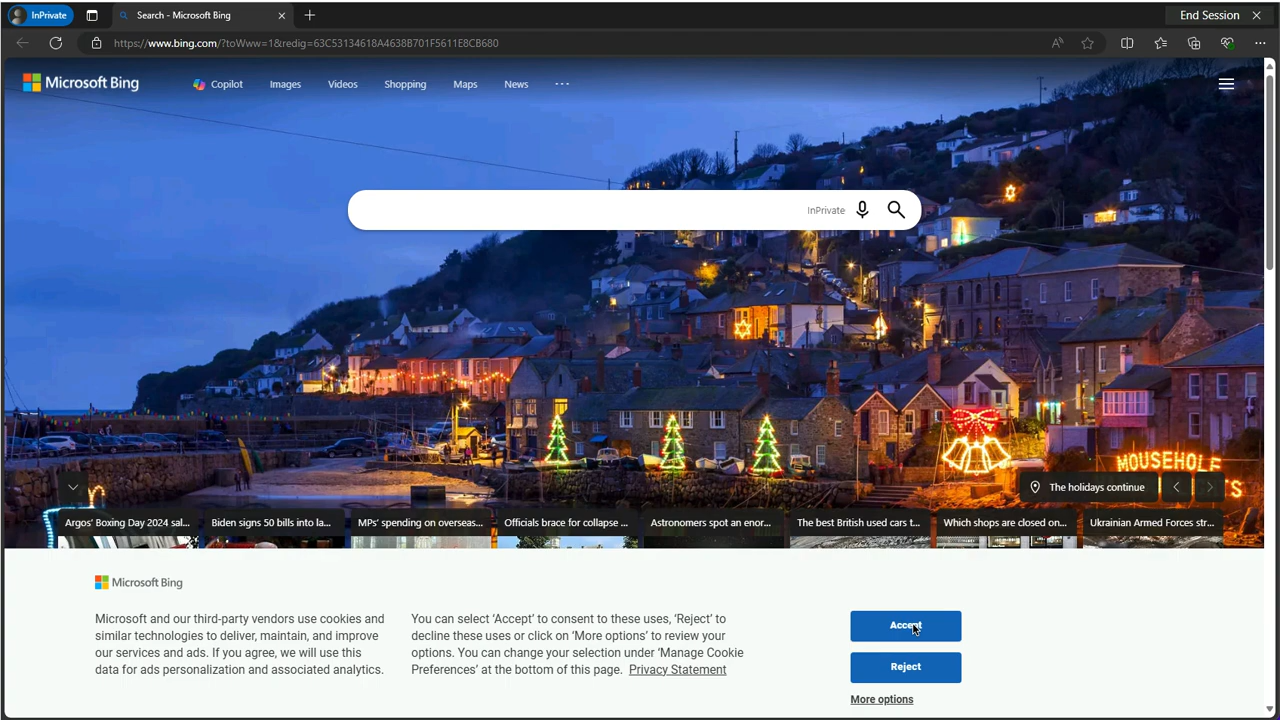 InPrivate
Search - Microsoft Bing
End Session
https://www.bing.com/?toWww=1&redig=63C53134618A4638B701F5611E8CB680
Microsoft Bing
Copilot
Images
Videos
Shopping
Maps
News
InPrivate
MOUSEHOLE
The holidays continue
Argos' Boxing Day 2024 sal...
Biden signs 50 bills into la...
MPs' spending on overseas...
Officials brace for collapse ...
Astronomers spot an enor...
The best British used cars t...
Which shops are closed on...
Ukrainian Armed Forces str...
Microsoft Bing
Microsoft and our third-party vendors use cookies and
similar technologies to deliver, maintain, and improve
our services and ads. If you agree, we will use this
data for ads personalization and associated analytics.
You can select 'Accept' to consent to these uses, 'Reject' to
decline these uses or click on 'More options' to review your
options. You can change your selection under 'Manage Cookie
Preferences' at the bottom of this page. Privacy Statement
Accept
Reject
More options